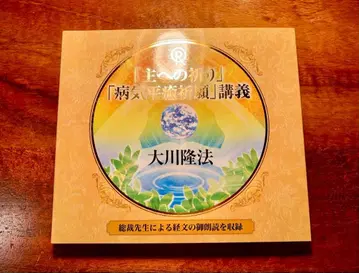 『主への祈り』
「病気平癒祈願」講義
大川隆法
総裁先生による経文の御朗読を収録